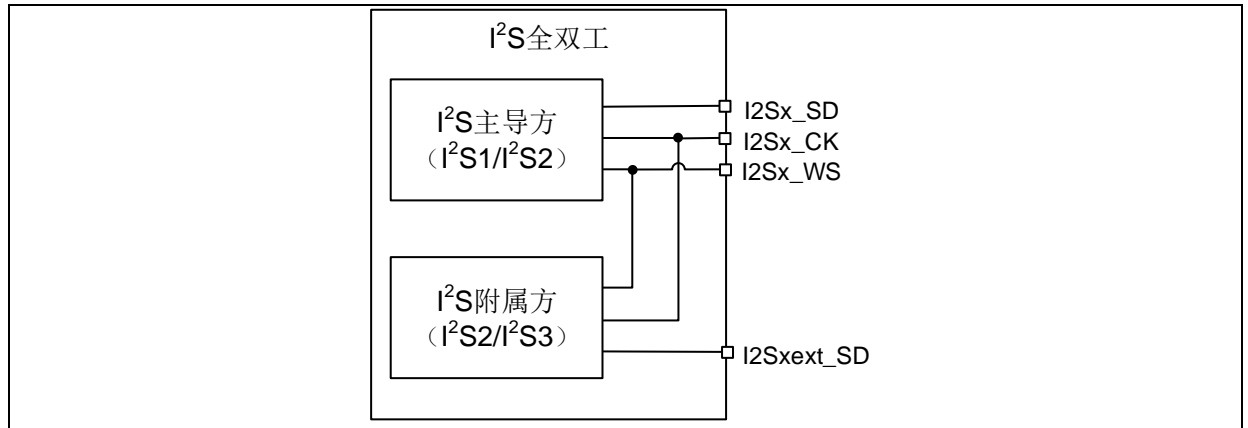 I²S全双工
I²S主导方
（I²S1/I²S2）
I2Sx_SD
I2Sx_CK
I2Sx_WS
I²S附属方
（I²S2/I²S3）
I2Sxext_SD